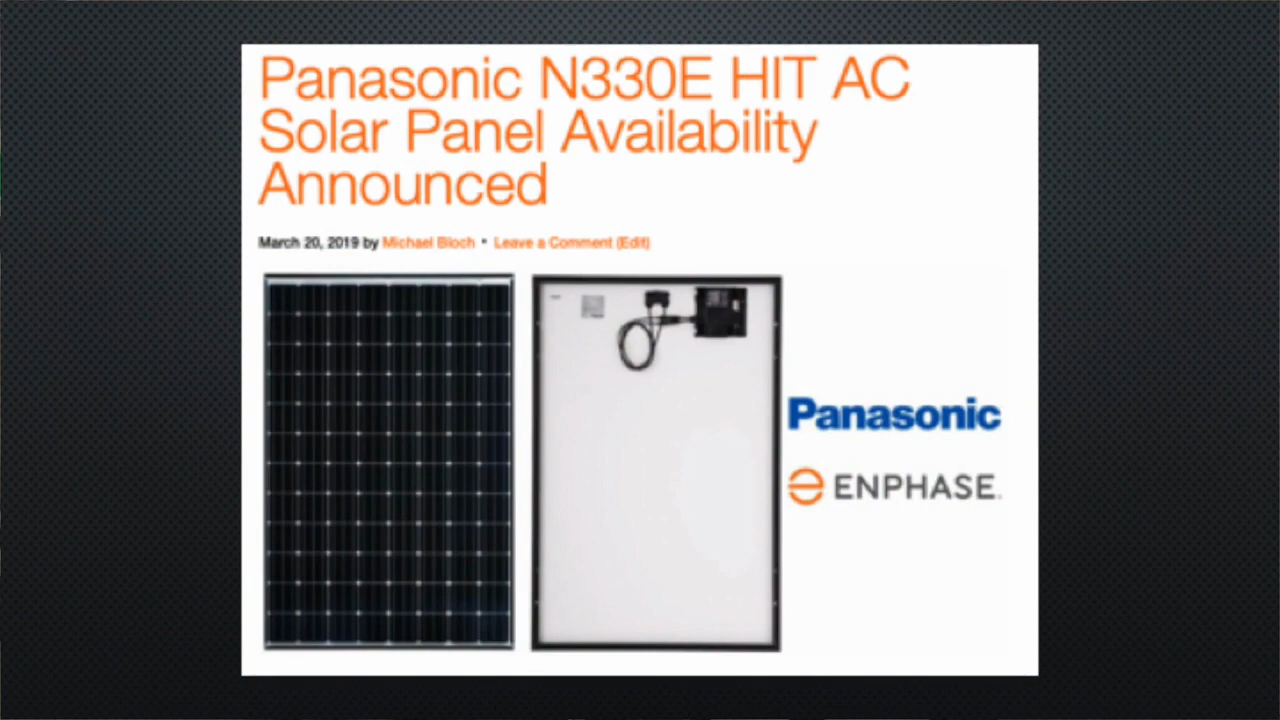 Panasonic N330E HIT AC
Solar Panel Availability
Announced
March 20, 2019 by Michael Bloch • Leave a Comment (Edit)
Panasonic
ENPHASE.